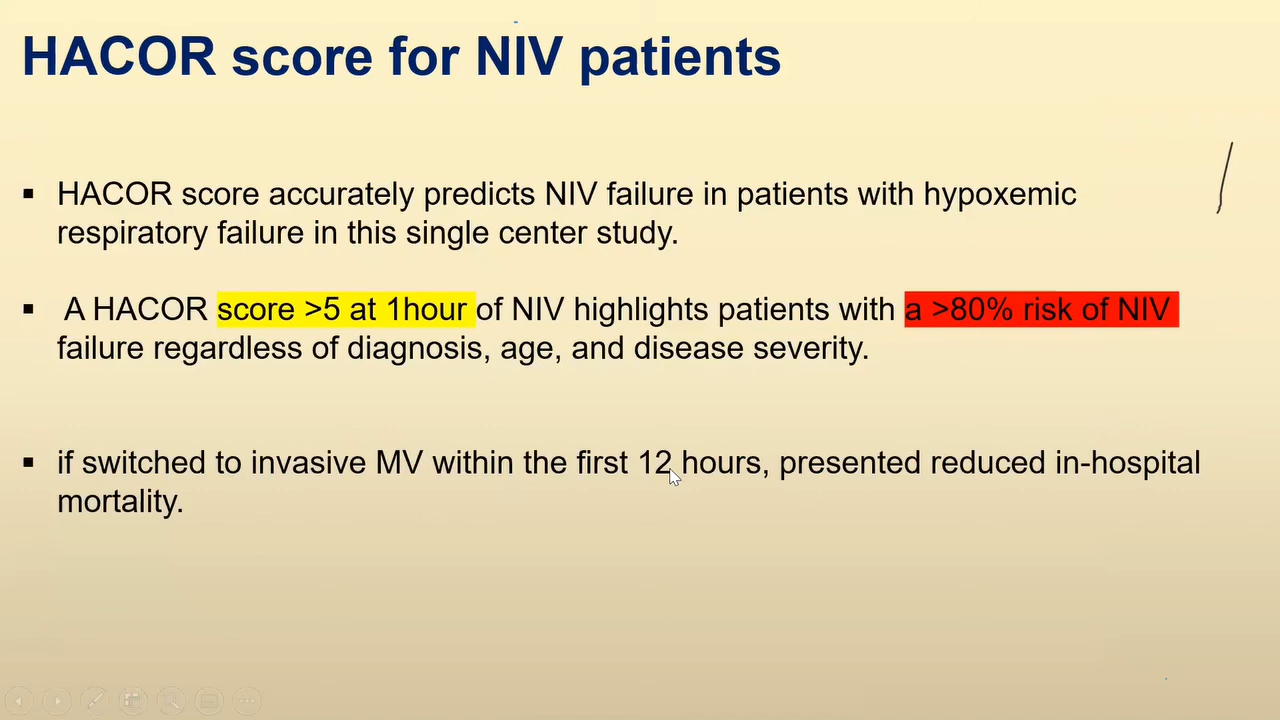 HACOR score for NIV patients
▪ HACOR score accurately predicts NIV failure in patients with hypoxemic
respiratory failure in this single center study.
▪ A HACOR score >5 at 1hour of NIV highlights patients with a >80% risk of NIV
failure regardless of diagnosis, age, and disease severity.
▪ if switched to invasive MV within the first 12 hours, presented reduced in-hospital
mortality.